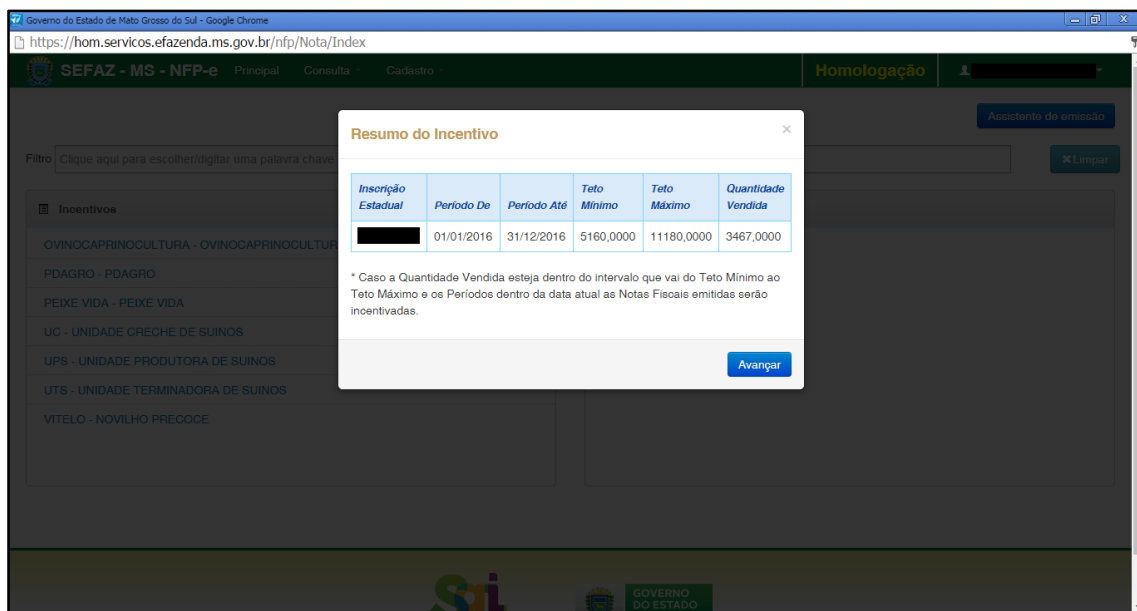 Governo do Estado de Mato Grosso do Sul - Google Chrome
https://hom.servicos.efazenda.ms.gov.br/nfp/Nota/Index
SEFAZ - MS - NFP-e Principal Consulta Cadastro Homologação
Assistente de emissão
Filtro Clique aqui para escolher/digitar uma palavra chave Limpar
Incentivoe
OVINOCAPRINOCULTURA - OVINOCAPRINOCULTUR
PDAGRO - PDAGRO
PEIXE VIDA - PEIXE VIDA
UC - UNIDADE CRECHE DE SUINOS
UPS - UNIDADE PRODUTORA DE SUINOS
UTS - UNIDADE TERMINADORA DE SUINOS
VITELO - NOVILHO PRECOCE
Resumo do Incentivo ×
Inscrição Estadual Período De Período Até Teto Mínimo Teto Máximo Quantidade Vendida
01/01/2016 31/12/2016 5160,0000 11180,0000 3467,0000
* Caso a Quantidade Vendida esteja dentro do intervalo que vai do Teto Mínimo ao
Teto Máximo e os Períodos dentro da data atual as Notas Fiscais emitidas serão
incentivadas.
Avançar
Sgi
GOVERNO
DO ESTADO